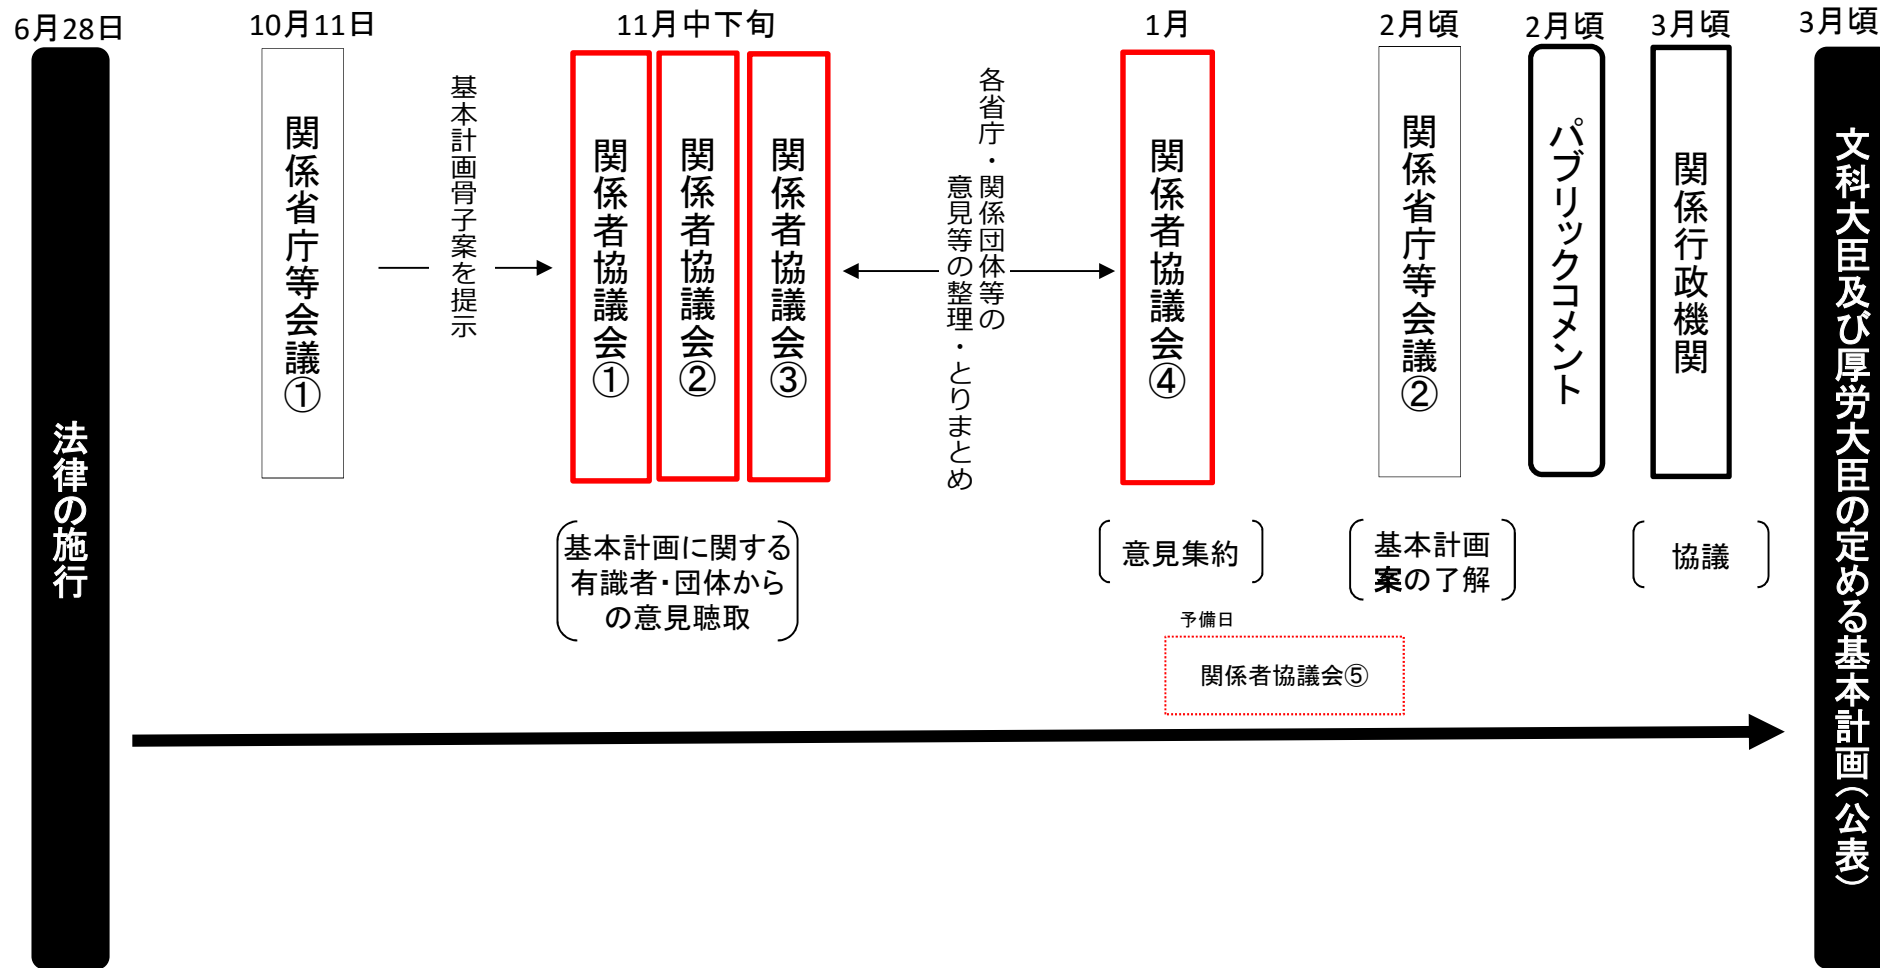 6月28日
法律の施行
10月11日
関係省庁等会議①
基本計画骨子案を提示
11月中下旬
関係者協議会①
関係者協議会②
関係者協議会③
基本計画に関する
有識者・団体から
の意見聴取
各省庁・関係団体等の
意見等の整理・とりまとめ
1月
関係者協議会④
意見集約
予備日
関係者協議会⑤
2月頃
関係省庁等会議②
基本計画
案の了解
2月頃
パブリックコメント
3月頃
関係行政機関
協議
3月頃
文科大臣及び厚労大臣の定める基本計画（公表）